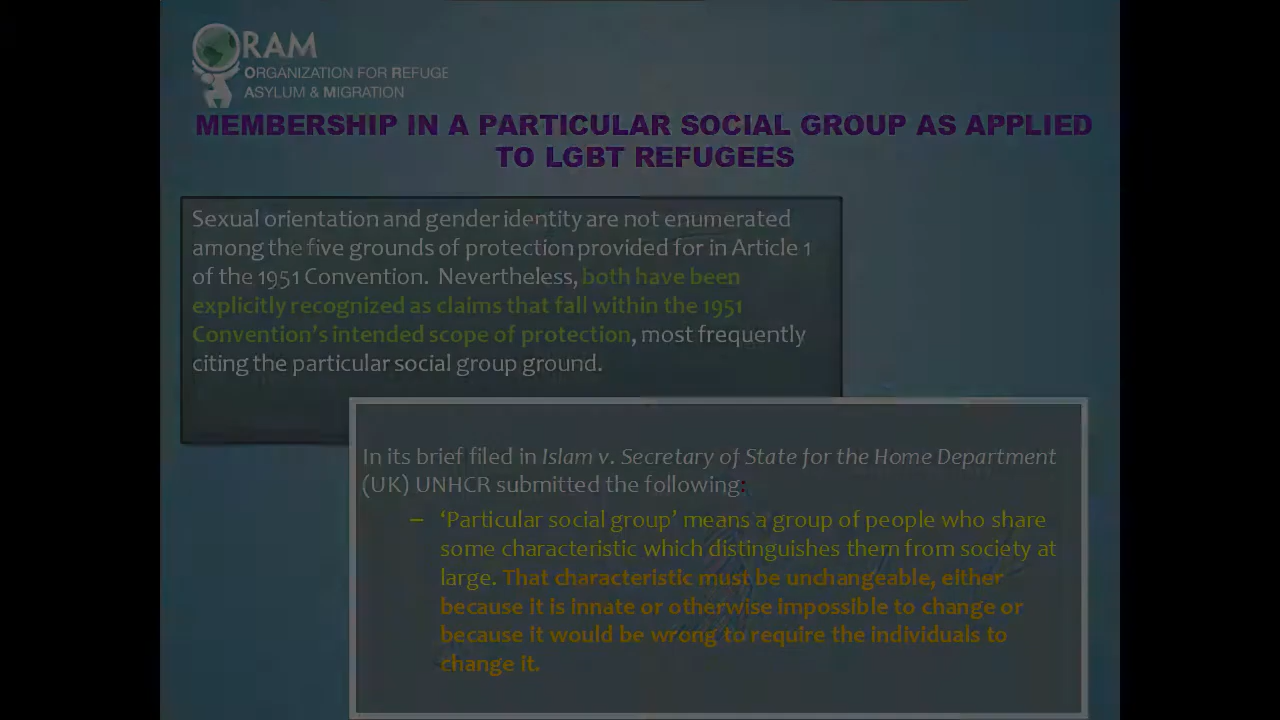 ORAM
ORGANIZATION FOR REFUGE
ASYLUM & MIGRATION
MEMBERSHIP IN A PARTICULAR SOCIAL GROUP AS APPLIED
TO LGBT REFUGEES
Sexual orientation and gender identity are not enumerated
among the five grounds of protection provided for in Article 1
of the 1951 Convention. Nevertheless, both have been
explicitly recognized as claims that fall within the 1951
Convention's intended scope of protection, most frequently
citing the particular social group ground.
In its brief filed in Islam v. Secretary of State for the Home Department
(UK) UNHCR submitted the following:
– ‘Particular social group’ means a group of people who share
some characteristic which distinguishes them from society at
large. That characteristic must be unchangeable, either
because it is innate or otherwise impossible to change or
because it would be wrong to require the individuals to
change it.